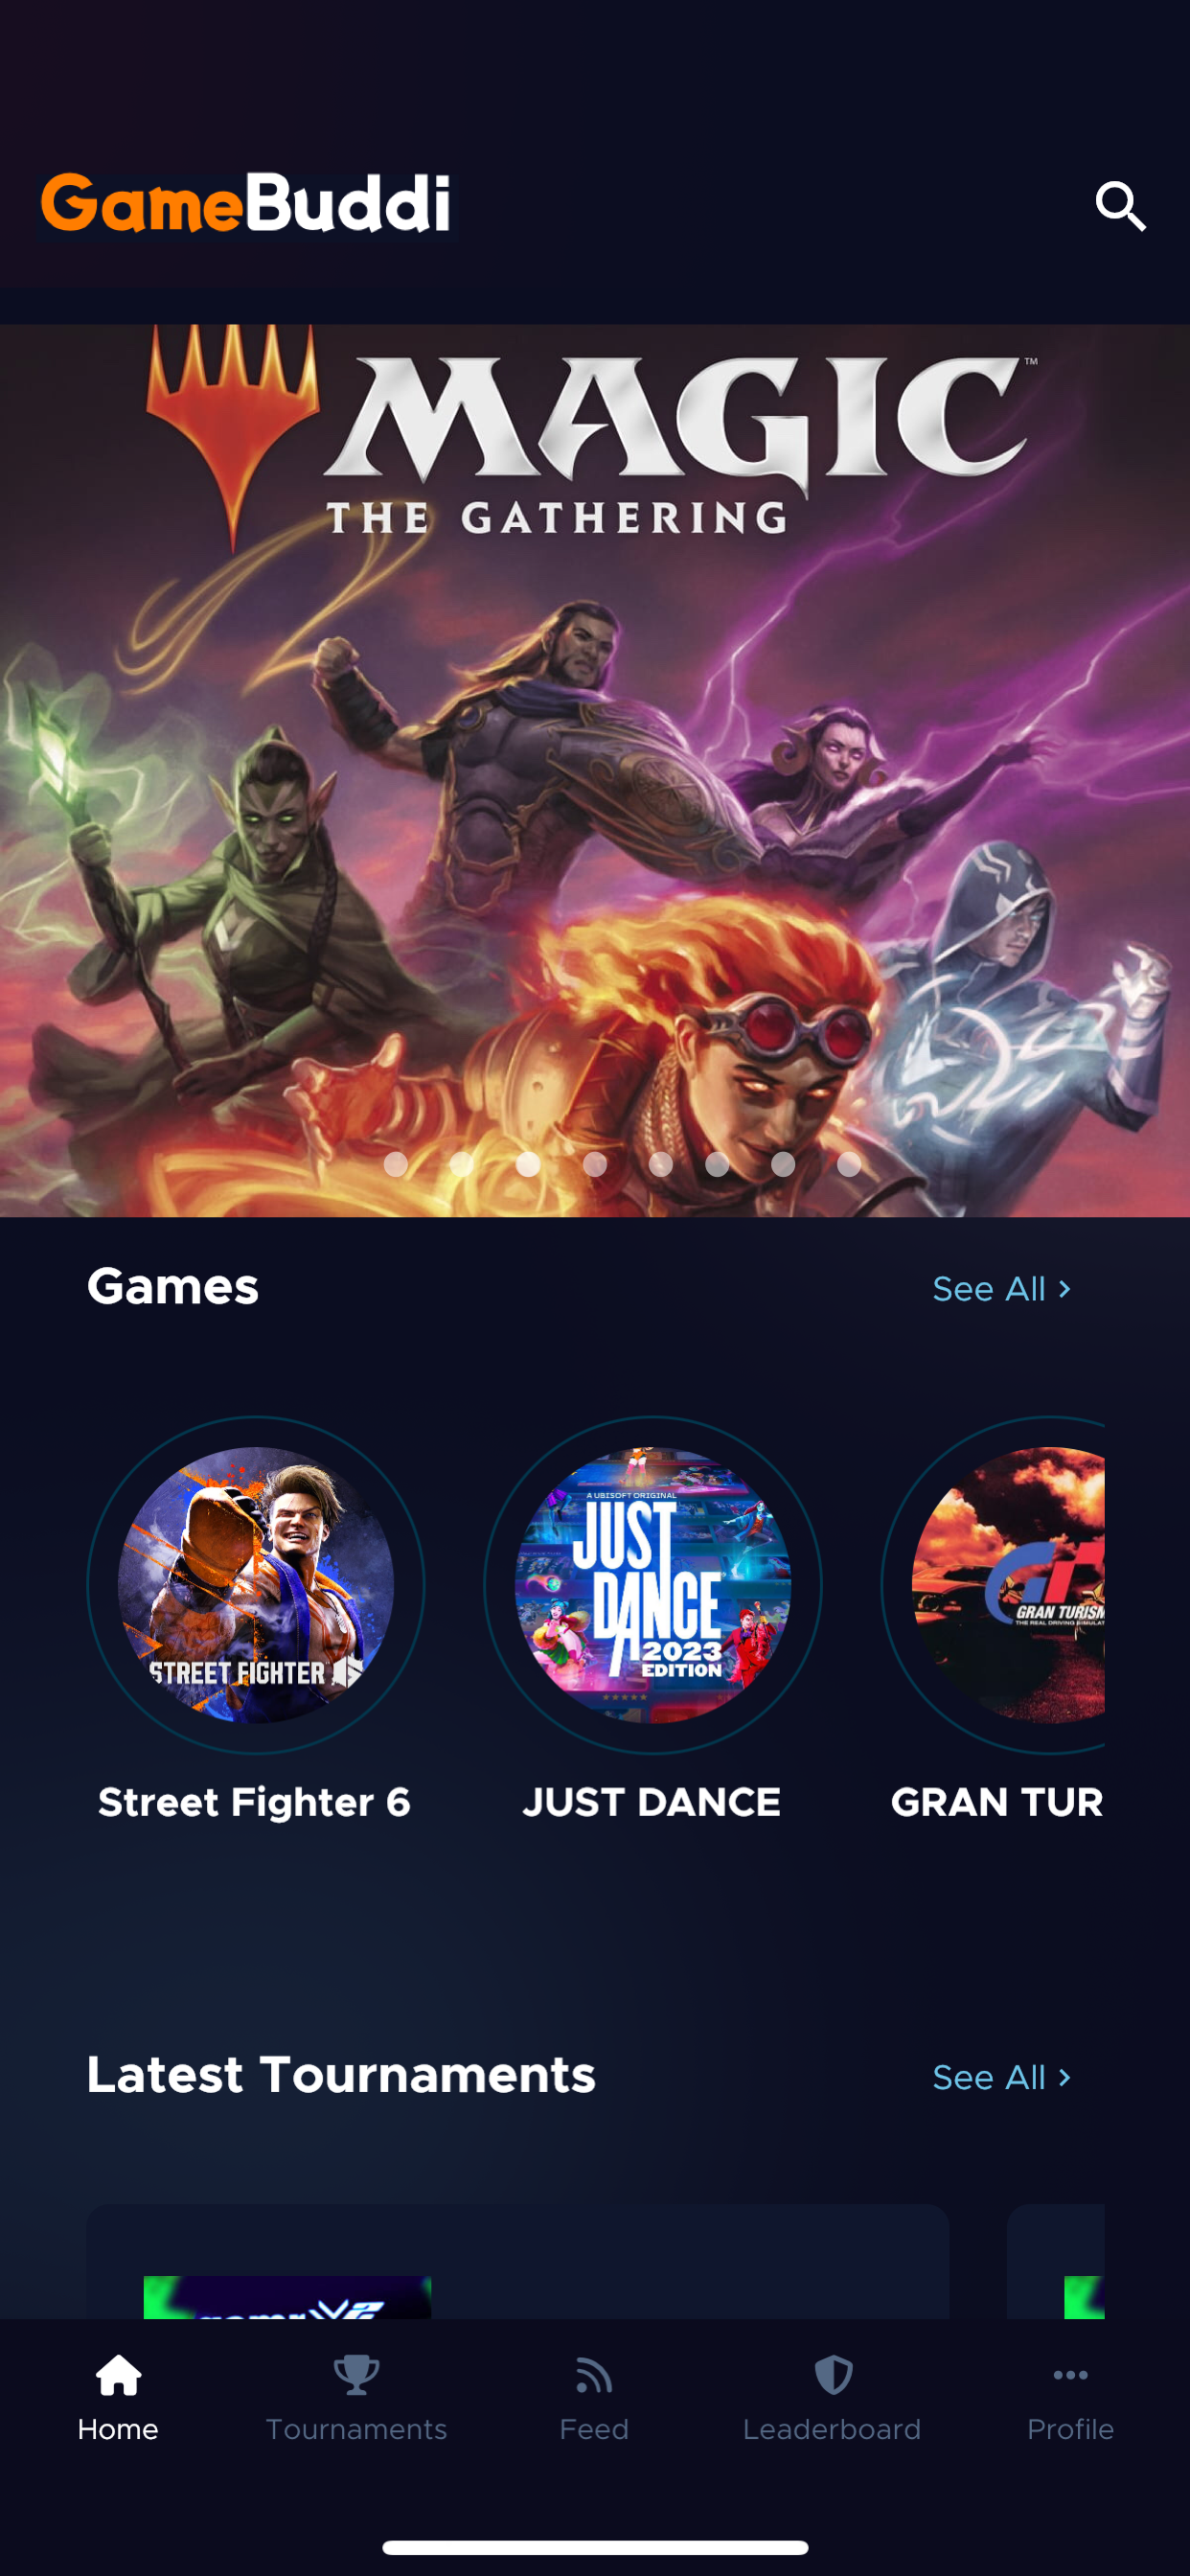 GameBuddi
MAGIC™
THE GATHERING
Games
See All >
A UBISOFT ORIGINAL
JUST
DANCE
2023
EDITION
STREET FIGHTER 6
GRAN TURISM
THE REAL DRIVING SIMULAT
Street Fighter 6
JUST DANCE
GRAN TUR
Latest Tournaments
See All >
Home
Tournaments
Feed
Leaderboard
Profile